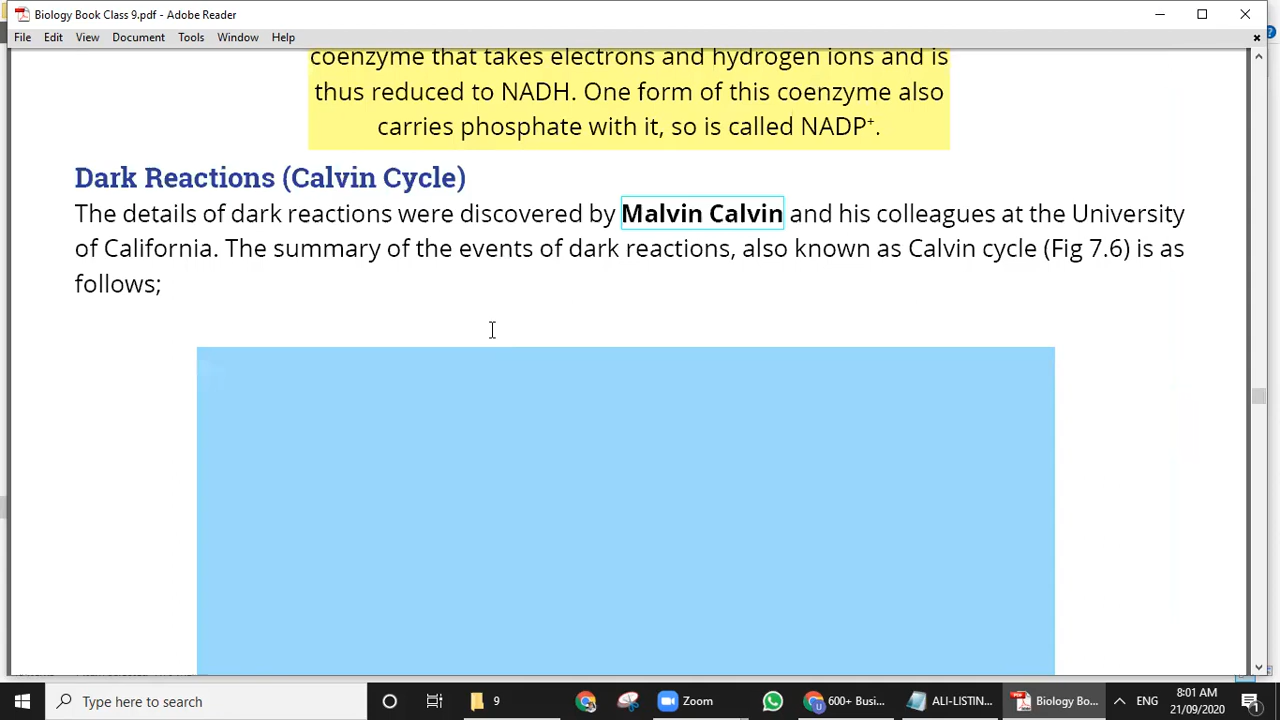 Biology Book Class 9.pdf - Adobe Reader
File Edit View Document Tools Window Help
coenzyme that takes electrons and hydrogen ions and is
thus reduced to NADH. One form of this coenzyme also
carries phosphate with it, so is called NADP⁺.
Dark Reactions (Calvin Cycle)
The details of dark reactions were discovered by Malvin Calvin and his colleagues at the University
of California. The summary of the events of dark reactions, also known as Calvin cycle (Fig 7.6) is as
follows;
Type here to search
9
Zoom
600+ Busi...
ALI-LISTIN...
Biology Bo...
ENG
8:01 AM
21/09/2020
1